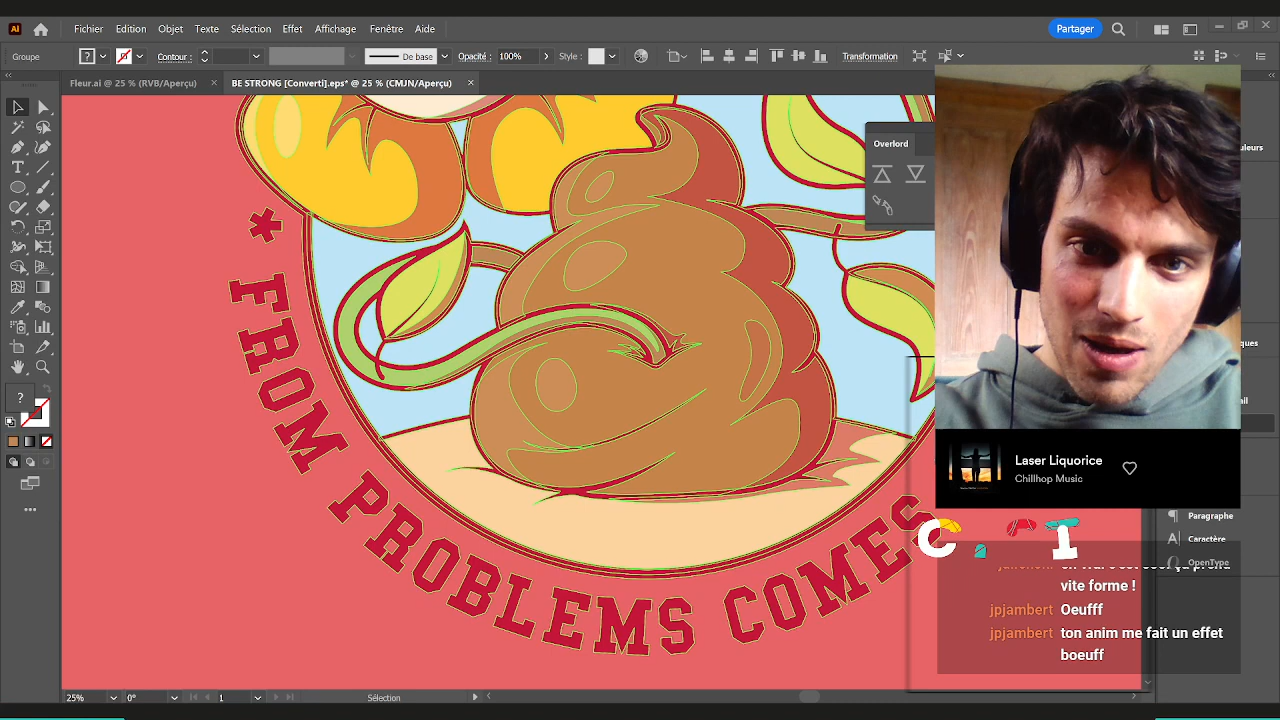 Ai
Fichier Edition Objet Texte Sélection Effet Affichage Fenêtre Aide
Partager
Groupe
? Contour : De base Opacité : 100% Style : Transformation
Fleur.ai @ 25 % (RVB/Aperçu) × BE STRONG [Converti].eps* @ 25 % (CMJN/Aperçu) ×
Overlord
* FROM PROBLEMS COMES
?
Laser Liquorice
Chillhop Music
Paragraphe
Caractère
OpenType
vite forme !
jpjambert Oeufff
jpjambert ton anim me fait un effet
boeuff
25% 0° 1 Sélection